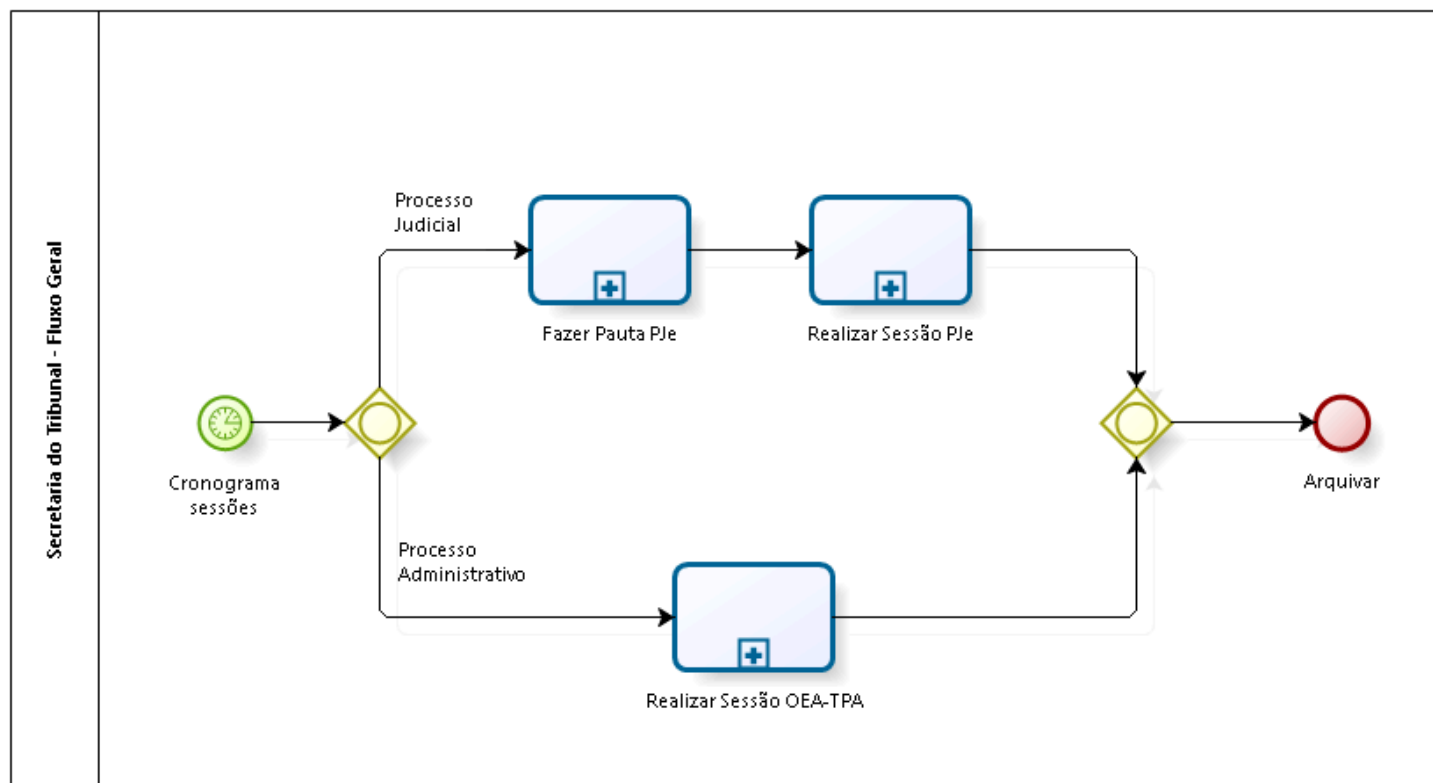 Secretaria do Tribunal - Fluxo Geral
Cronograma
sessões
Processo
Judicial
Fazer Pauta PJe
Realizar Sessão PJe
Processo
Administrativo
Realizar Sessão OEA-TPA
Arquivar